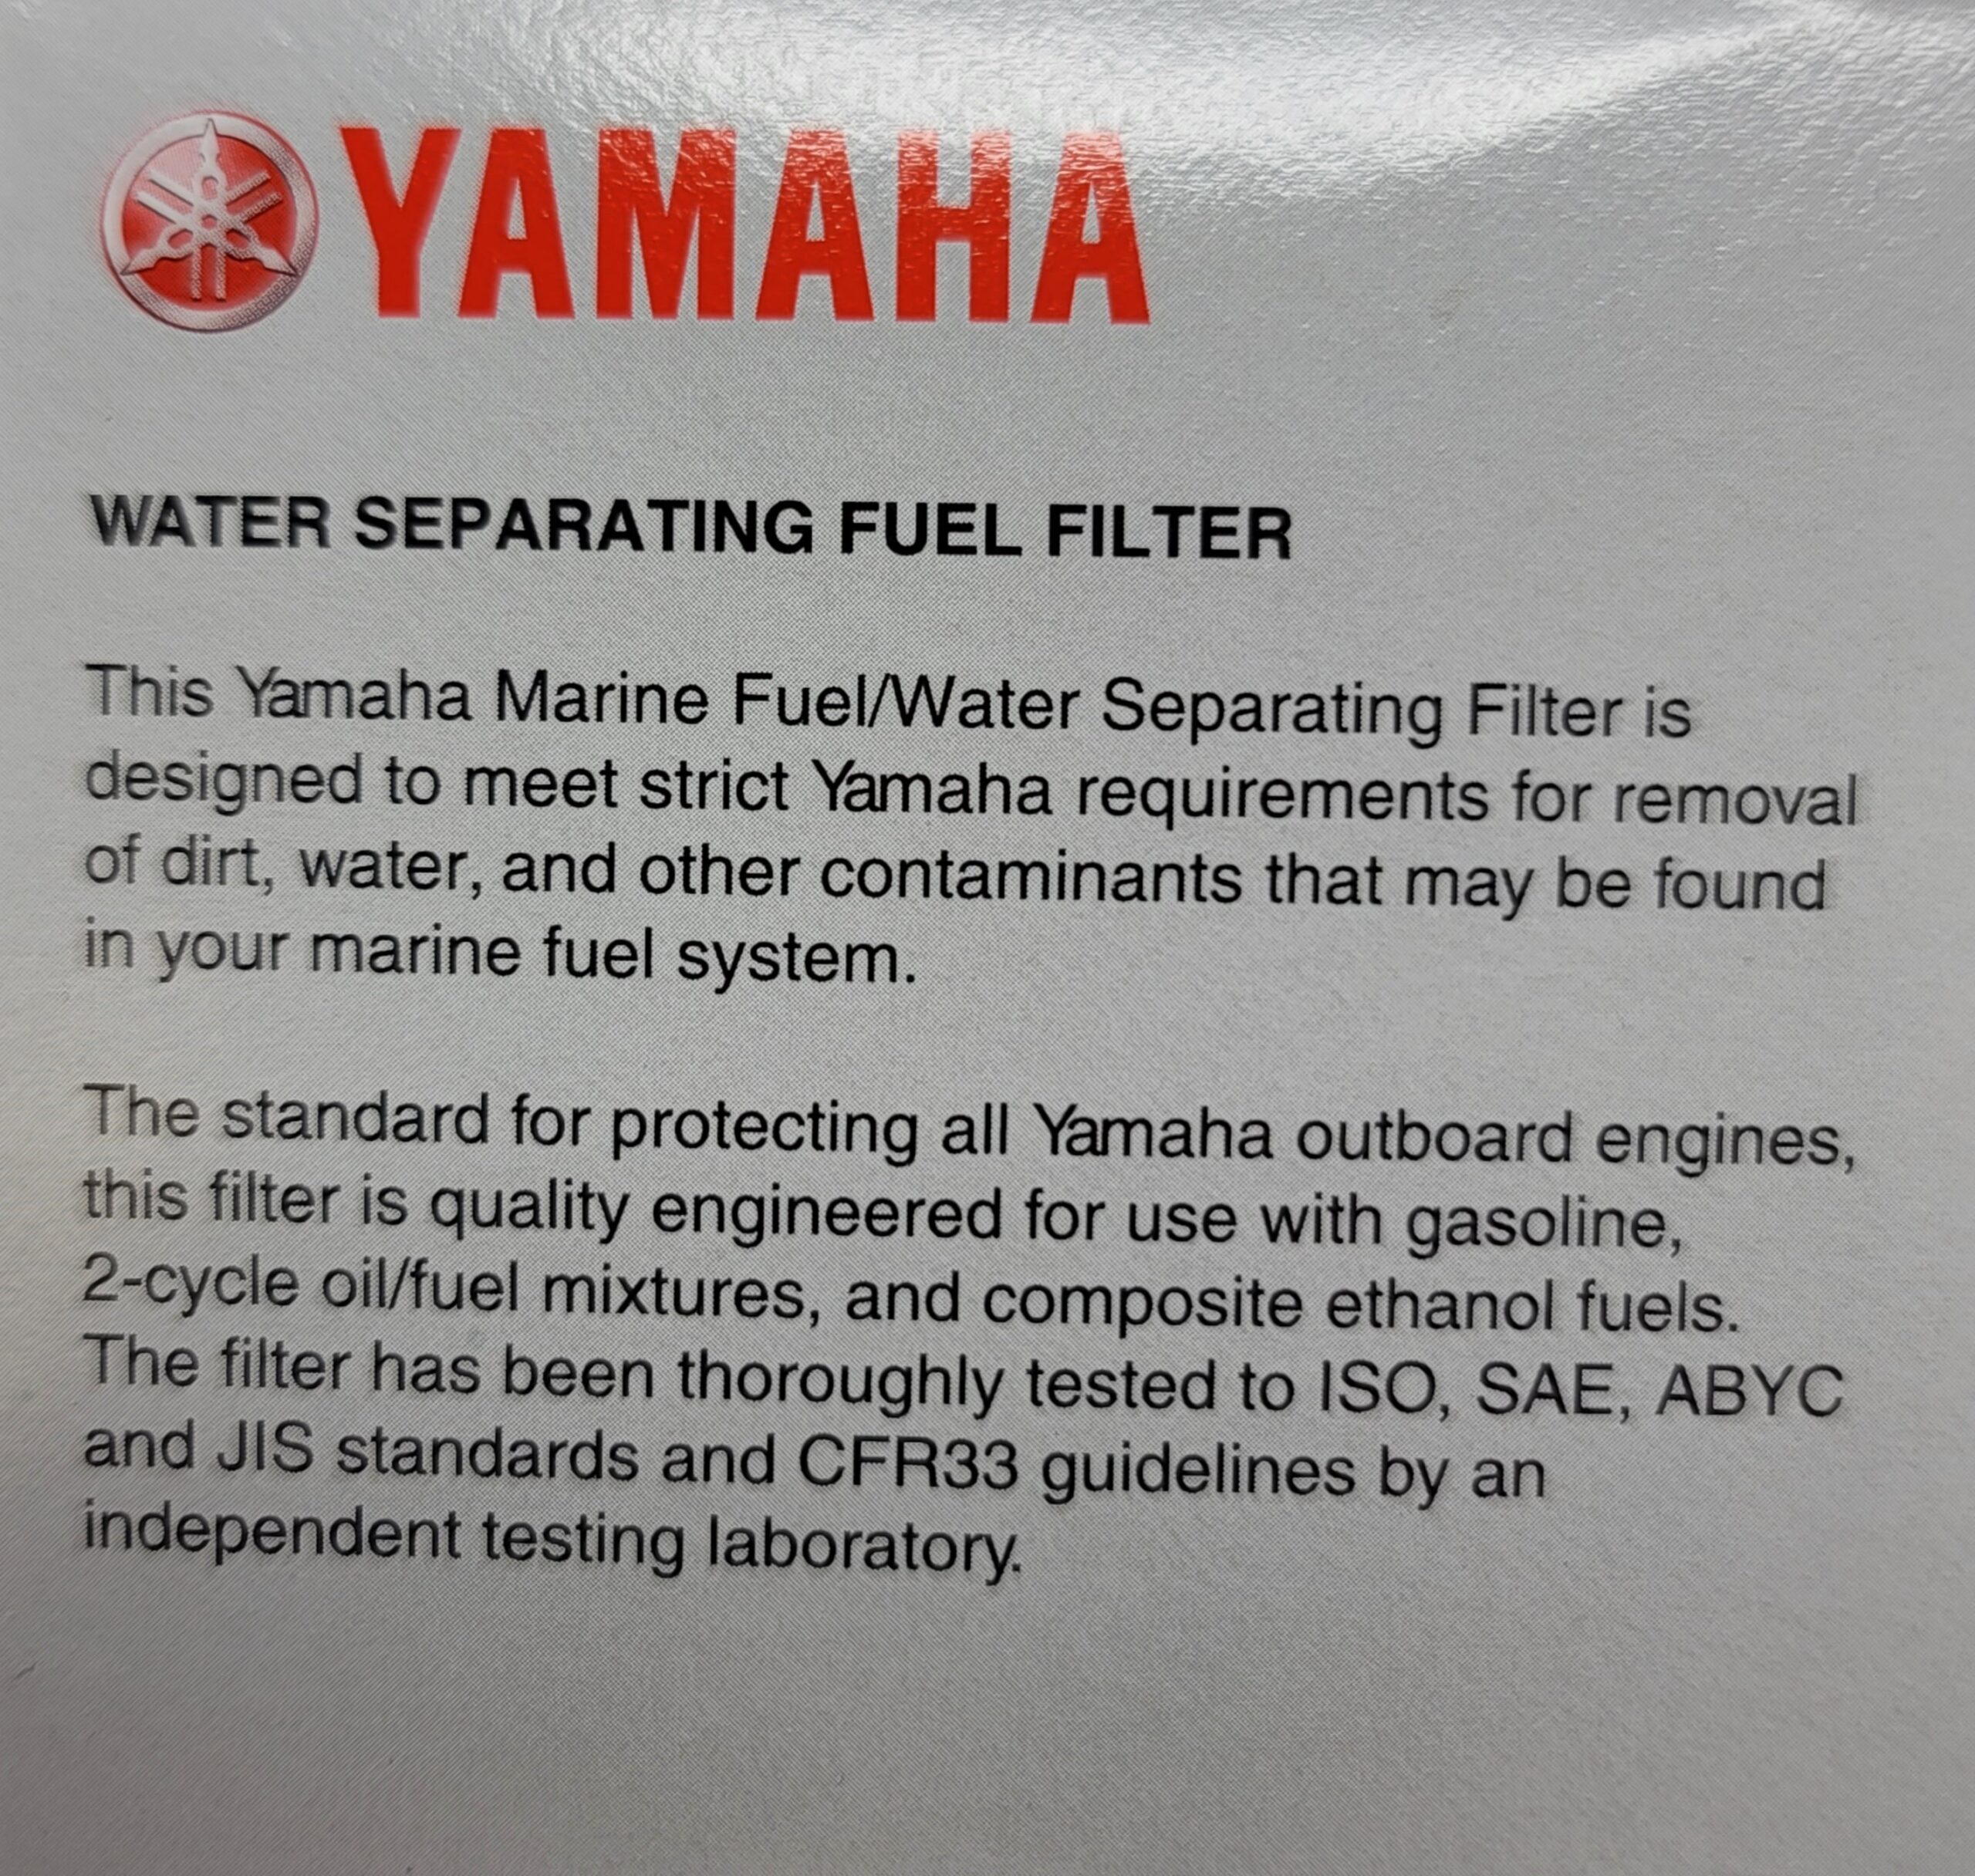 YAMAHA
WATER SEPARATING FUEL FILTER
This Yamaha Marine Fuel/Water Separating Filter is
designed to meet strict Yamaha requirements for removal
of dirt, water, and other contaminants that may be found
in your marine fuel system.
The standard for protecting all Yamaha outboard engines,
this filter is quality engineered for use with gasoline,
2-cycle oil/fuel mixtures, and composite ethanol fuels.
The filter has been thoroughly tested to ISO, SAE, ABYC
and JIS standards and CFR33 guidelines by an
independent testing laboratory.